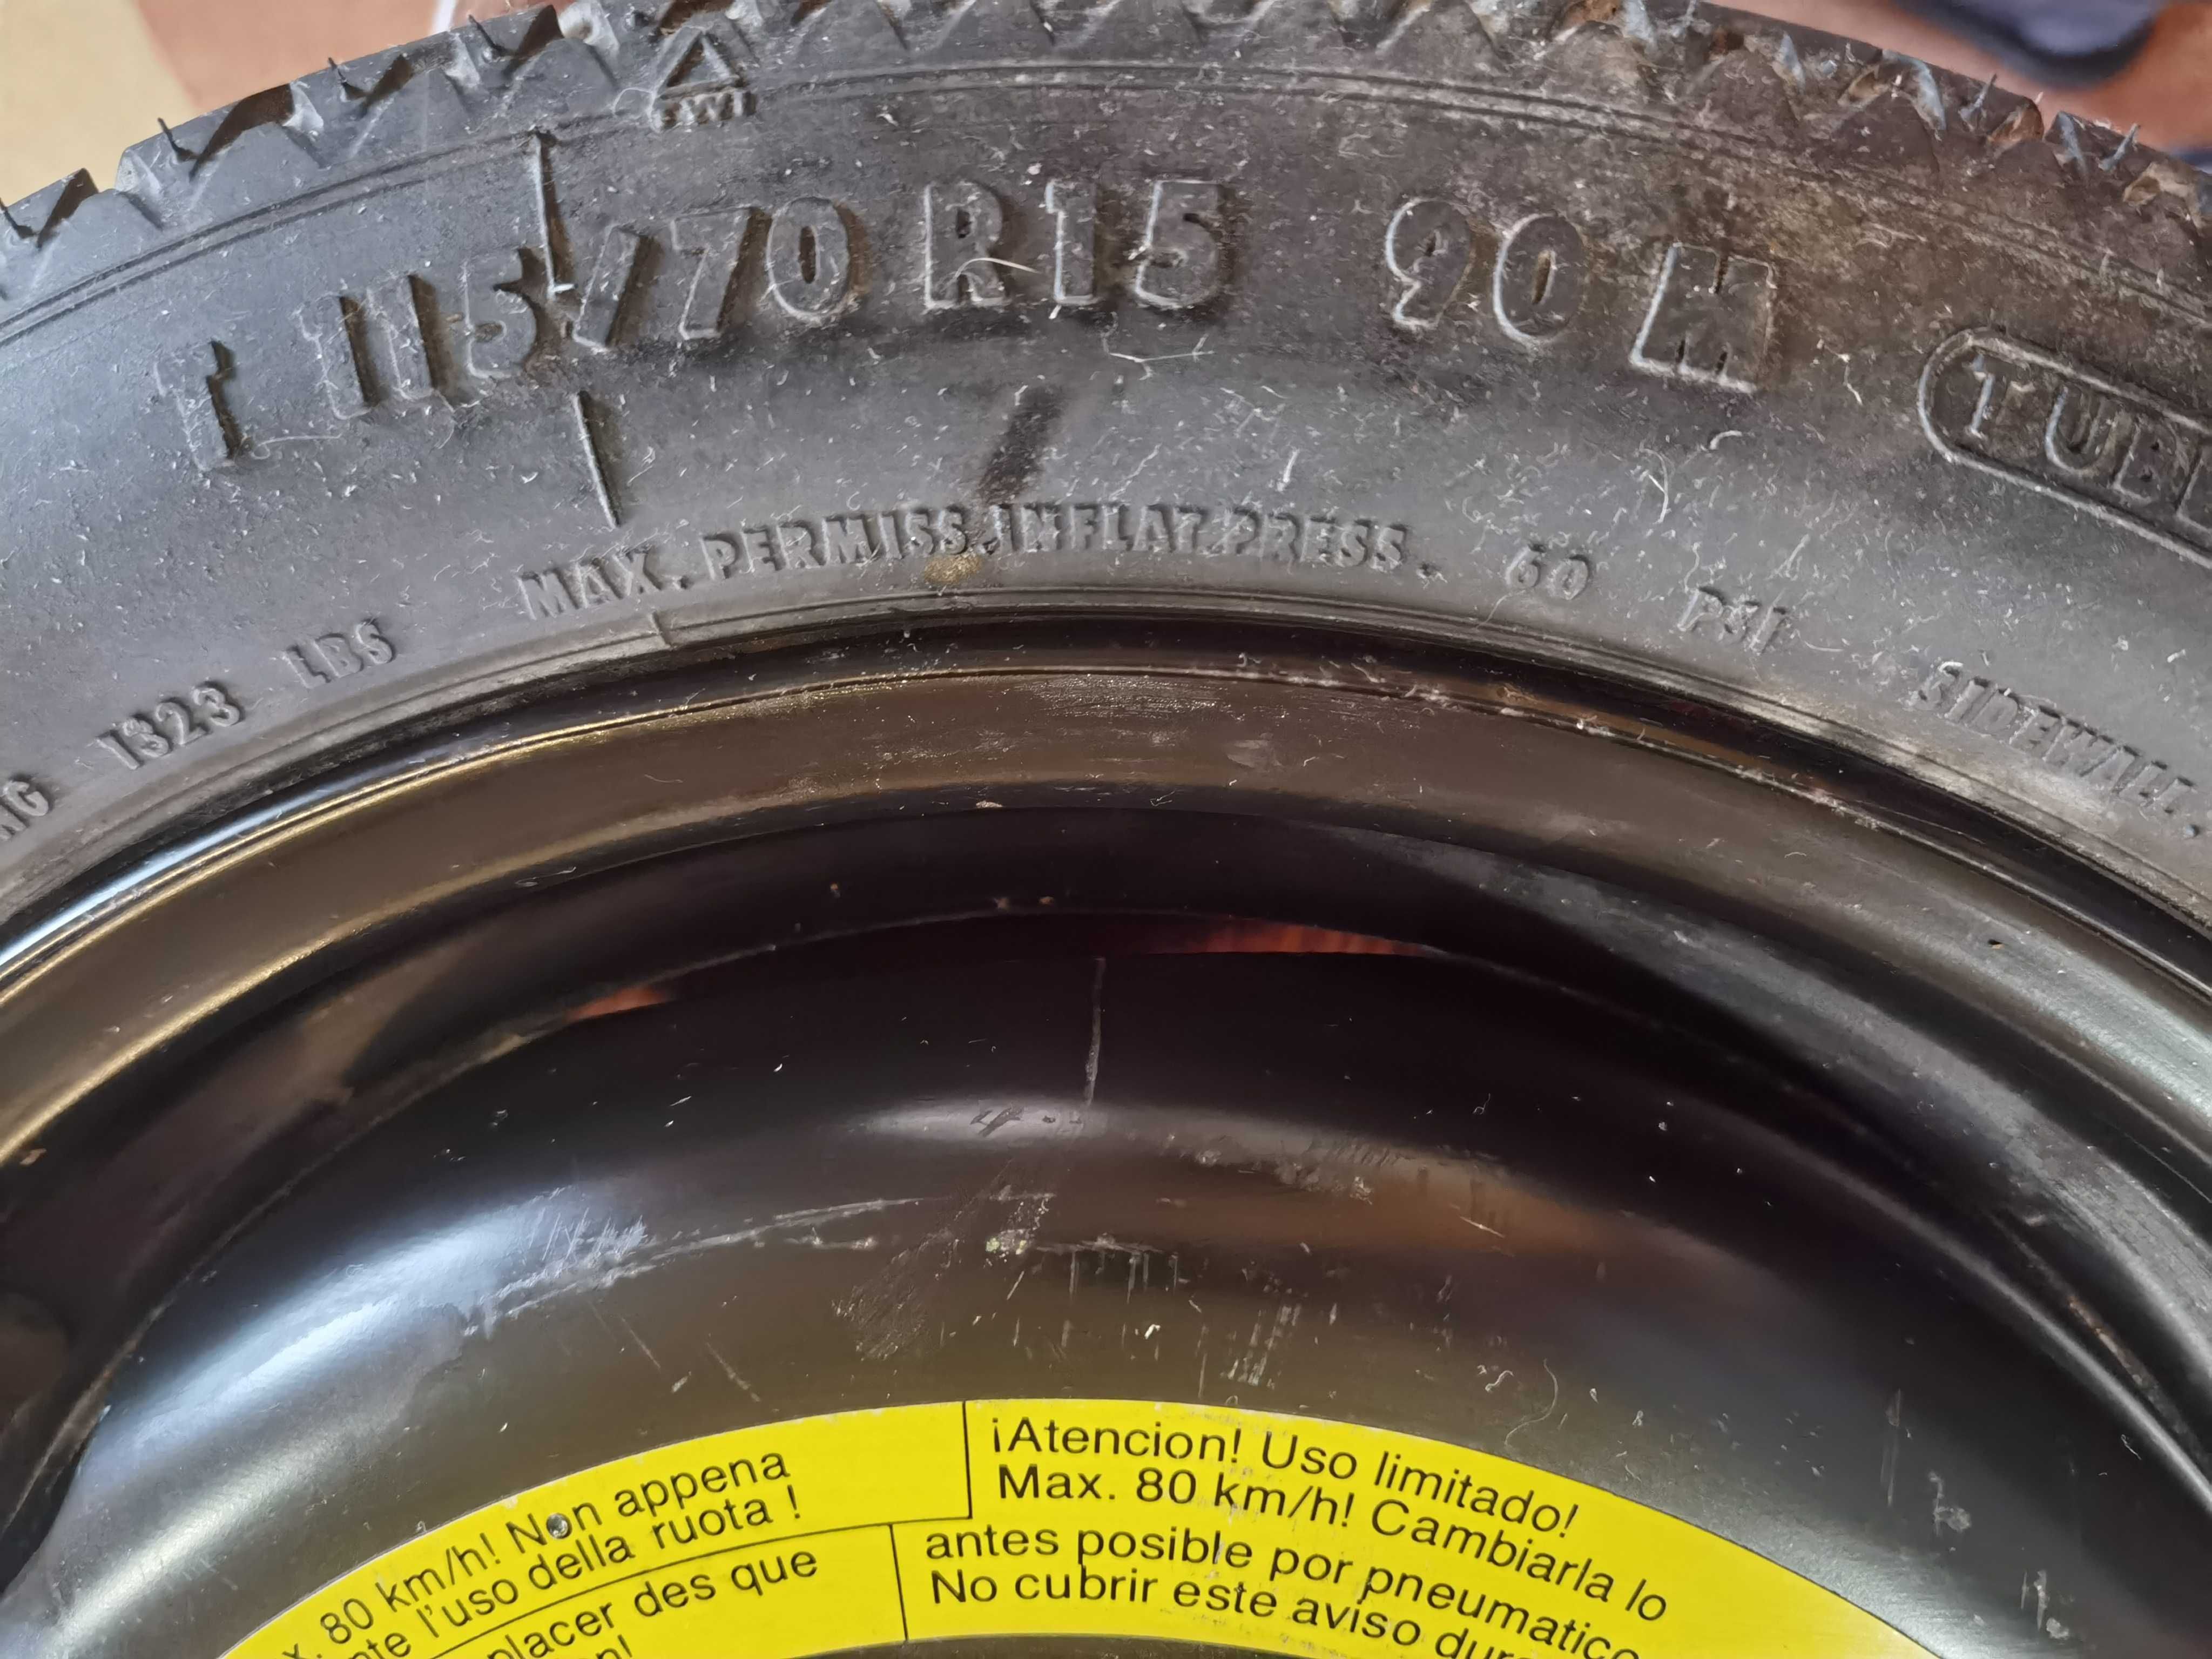 TWI
T 115/70 R15 90 M
MAX. PERMISS. INFLAT. PRESS. 60 PSI
1323 LBS
SIDEWALL.
km/h! Non appena
l'uso della ruota !
placer des que
¡Atencion! Uso limitado!
Max. 80 km/h! Cambiarla lo
antes posible por pneumatico
No cubrir este aviso
80